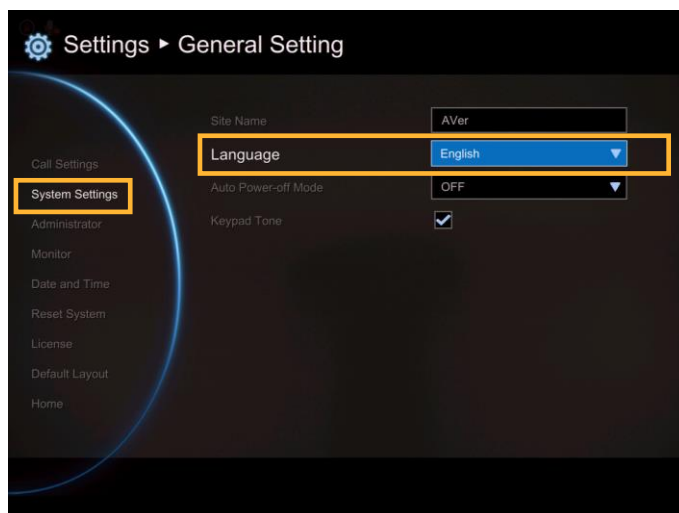 Settings ▸ General Setting
Site Name AVer
Language English
Auto Power-off Mode OFF
Keypad Tone
Call Settings
System Settings
Administrator
Monitor
Date and Time
Reset System
License
Default Layout
Home